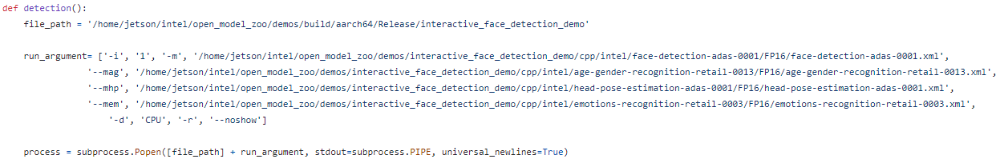 def detection():
    file_path = '/home/jetson/intel/open_model_zoo/demos/build/aarch64/Release/interactive_face_detection_demo'
    run_argument= ['-i', '1', '-m', '/home/jetson/intel/open_model_zoo/demos/interactive_face_detection_demo/cpp/intel/face-detection-adas-0001/FP16/face-detection-adas-0001.xml',
                '--mag', '/home/jetson/intel/open_model_zoo/demos/interactive_face_detection_demo/cpp/intel/age-gender-recognition-retail-0013/FP16/age-gender-recognition-retail-0013.xml',
                '--mhp', '/home/jetson/intel/open_model_zoo/demos/interactive_face_detection_demo/cpp/intel/head-pose-estimation-adas-0001/FP16/head-pose-estimation-adas-0001.xml',
                '--mem', '/home/jetson/intel/open_model_zoo/demos/interactive_face_detection_demo/cpp/intel/emotions-recognition-retail-0003/FP16/emotions-recognition-retail-0003.xml',
                    '-d', 'CPU', '-r', '--noshow']
    process = subprocess.Popen([file_path] + run_argument, stdout=subprocess.PIPE, universal_newlines=True)